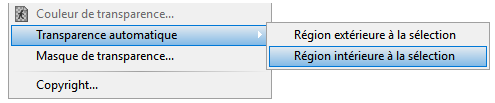 Couleur de transparence...
Transparence automatique
Région extérieure à la sélection
Masque de transparence...
Région intérieure à la sélection
Copyright...